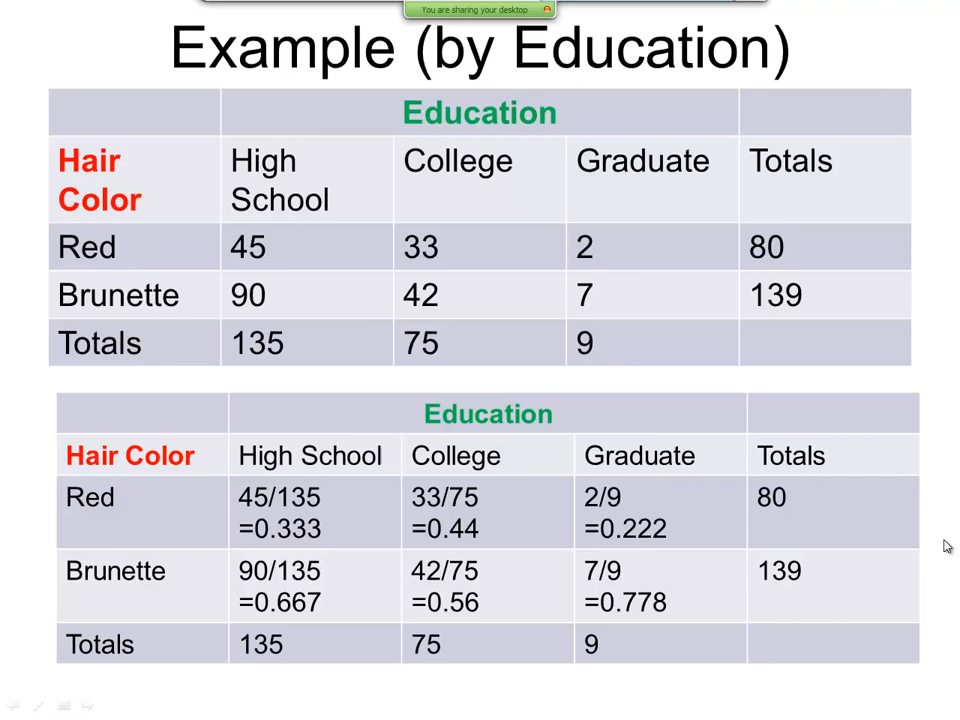 You are sharing your desktop
Example (by Education)
Education
Hair Color High School College Graduate Totals
Red 45 33 2 80
Brunette 90 42 7 139
Totals 135 75 9
Education
Hair Color High School College Graduate Totals
Red 45/135 33/75 2/9 80
=0.333 =0.44 =0.222
Brunette 90/135 42/75 7/9 139
=0.667 =0.56 =0.778
Totals 135 75 9